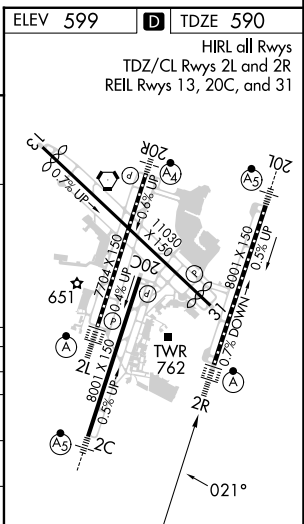 ELEV 599
D
TDZE 590
HIRL all Rwys
TDZ/CL Rwys 2L and 2R
REIL Rwys 13, 20C, and 31
13
0.7% UP
20R
A4
P
0.6% UP
11030 X 150
20L
A5
8001 X 150
0.5% UP
7704 X 150
20C
P
P
31
651
0.4% UP
P
TWR
762
0.7% DOWN
A
2L
8001 X 150
0.5% UP
A
2R
A5
2C
021°